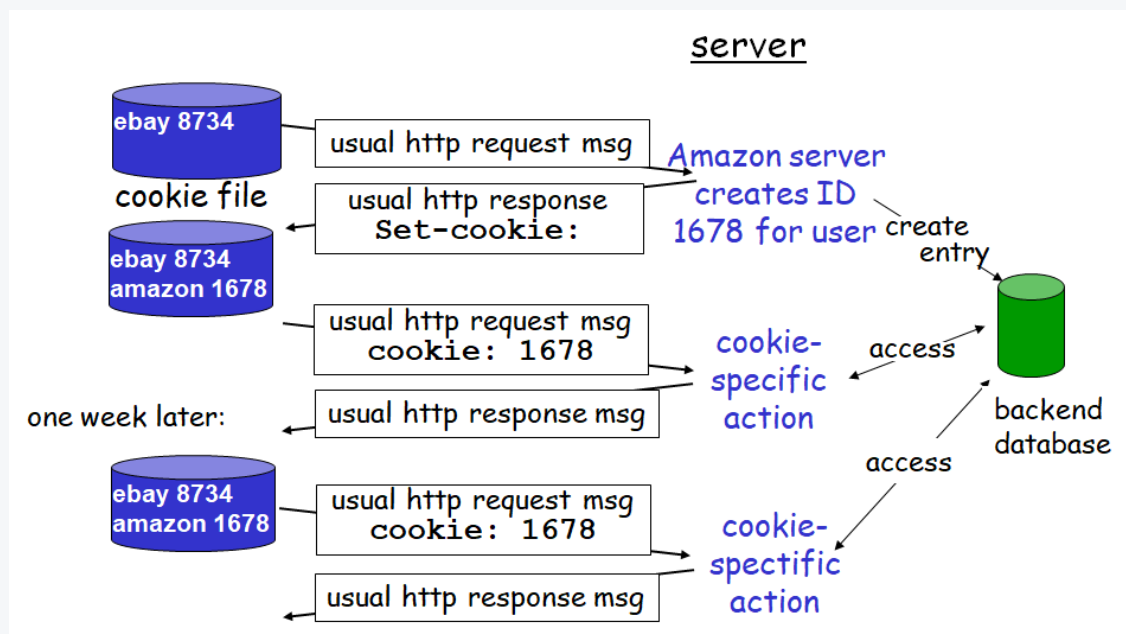 server
ebay 8734
usual http request msg
Amazon server
creates ID
1678 for user
cookie file
usual http response
Set-cookie:
create
entry
ebay 8734
amazon 1678
usual http request msg
cookie: 1678
cookie-
specific
action
access
one week later:
usual http response msg
backend
database
access
ebay 8734
amazon 1678
usual http request msg
cookie: 1678
cookie-
spectific
action
usual http response msg